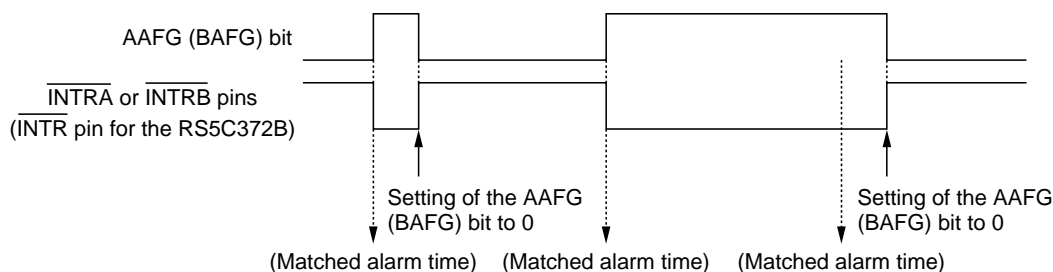 AAFG (BAFG) bit
INTRA or INTRB pins
(INTR pin for the RS5C372B)
Setting of the AAFG
(BAFG) bit to 0
Setting of the AAFG
(BAFG) bit to 0
(Matched alarm time)
(Matched alarm time)
(Matched alarm time)